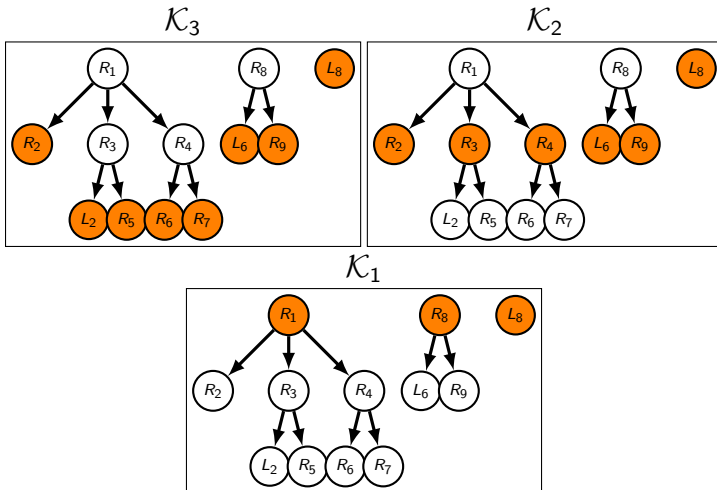 𝒦₃ 𝒦₂
R₁ R₈ L₈ R₁ R₈ L₈
R₂ R₃ R₄ L₆ R₉ R₂ R₃ R₄ L₆ R₉
L₂ R₅ R₆ R₇ L₂ R₅ R₆ R₇
𝒦₁
R₁ R₈ L₈
R₂ R₃ R₄ L₆ R₉
L₂ R₅ R₆ R₇